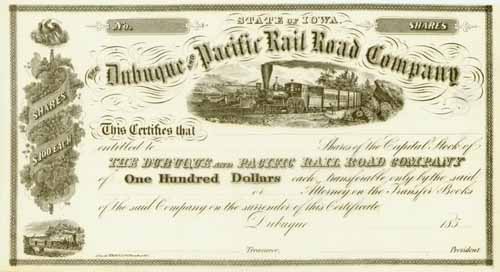 No.
STATE OF IOWA.
SHARES
The Dubuque and Pacific Rail Road Company
SHARES
$100 EACH
This Certifies that
entitled to Shares of the Capital Stock of
THE DUBUQUE AND PACIFIC RAIL ROAD COMPANY
of One Hundred Dollars each, transferable only by the said
or Attorney on the Transfer Books
of the said Company on the surrender of this Certificate.
Dubuque 185
Treasurer. President